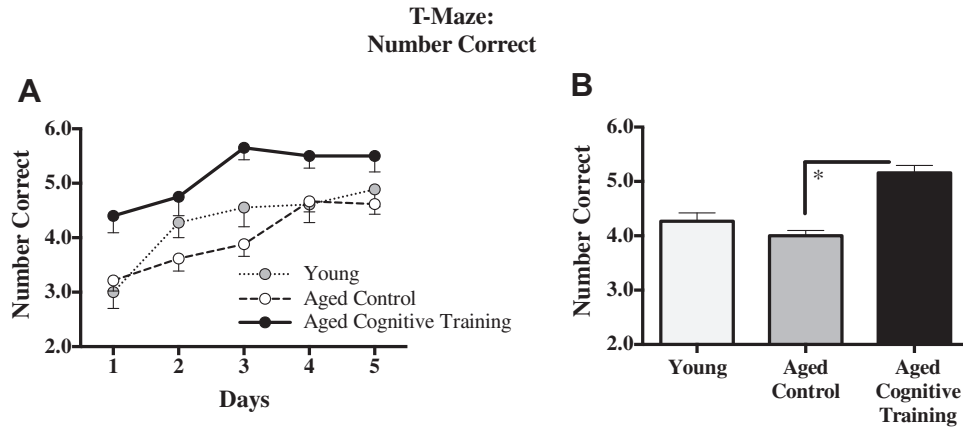 T-Maze:
Number Correct
A
Number Correct
6.0
5.0
4.0
3.0
2.0
Young
Aged Control
Aged Cognitive Training
1 2 3 4 5
Days
B
Number Correct
6.0
5.0
4.0
3.0
2.0
*
Young
Aged
Control
Aged
Cognitive
Training